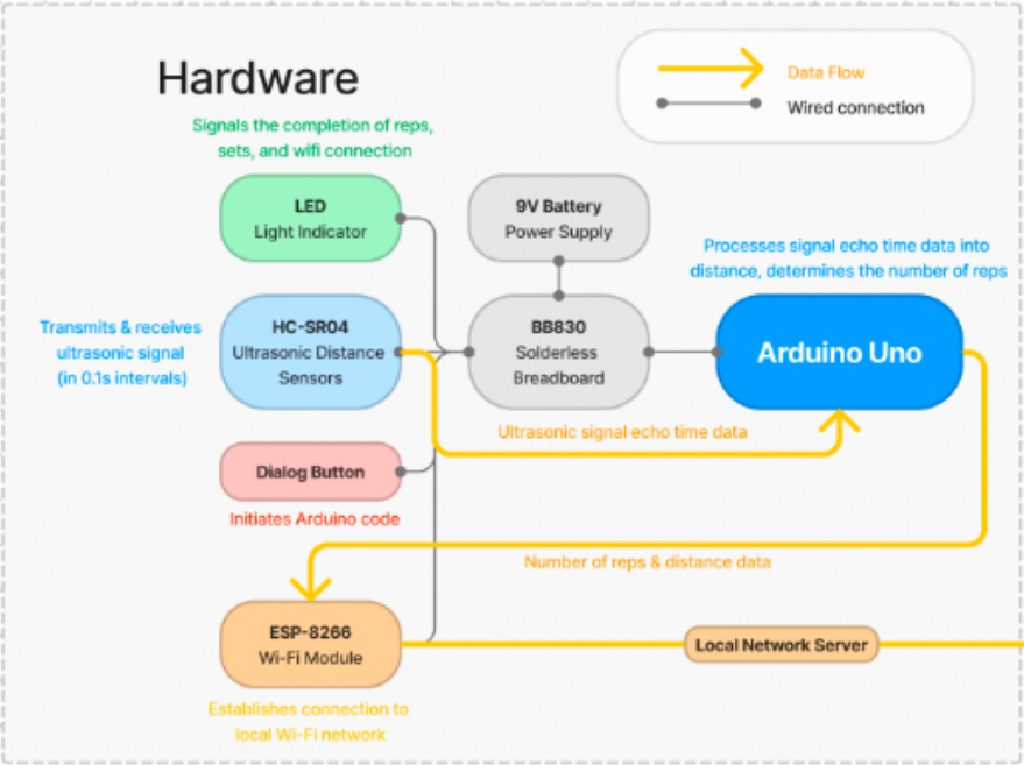 Hardware
Data Flow
Wired connection
Signals the completion of reps,
sets, and wifi connection
LED
Light Indicator
9V Battery
Power Supply
Processes signal echo time data into
distance, determines the number of reps
Transmits & receives
ultrasonic signal
(in 0.1s intervals)
HC-SR04
Ultrasonic Distance
Sensors
BB830
Solderless
Breadboard
Arduino Uno
Ultrasonic signal echo time data
Dialog Button
Initiates Arduino code
Number of reps & distance data
ESP-8266
Wi-Fi Module
Local Network Server
Establishes connection to
local Wi-Fi network